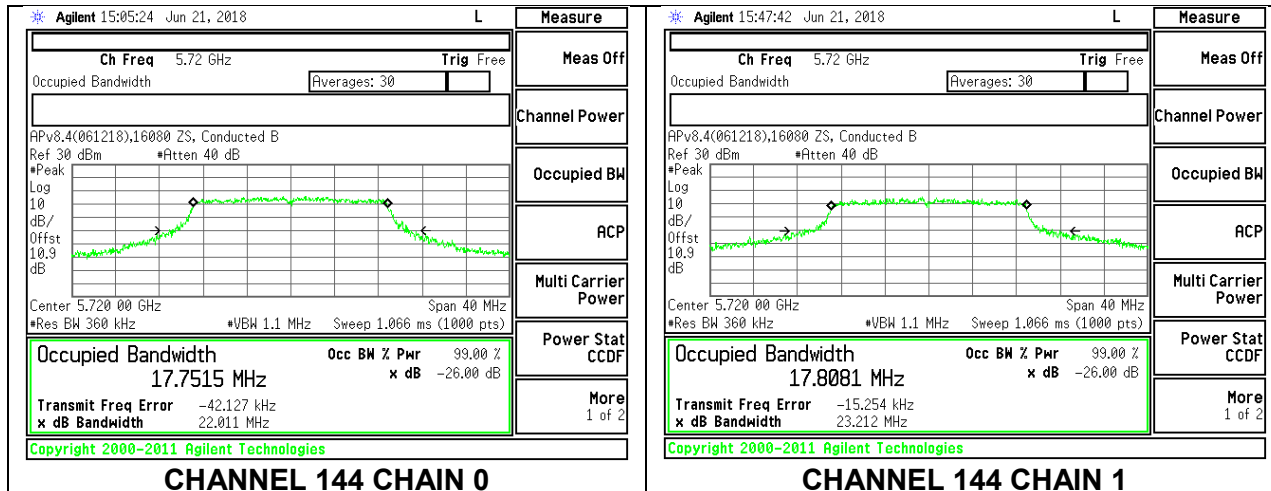 Agilent 15:05:24 Jun 21, 2018 L Measure
Ch Freq 5.72 GHz Trig Free
Occupied Bandwidth Averages: 30
APv8.4(061218),16080 ZS, Conducted B
Ref 30 dBm #Atten 40 dB
#Peak
Log
10
dB/
Offst
10.9
dB
Center 5.720 00 GHz Span 40 MHz
#Res BW 360 kHz #VBW 1.1 MHz Sweep 1.066 ms (1000 pts)
Occupied Bandwidth Occ BW % Pwr 99.00 %
17.7515 MHz x dB -26.00 dB
Transmit Freq Error -42.127 kHz
x dB Bandwidth 22.011 MHz
Meas Off
Channel Power
Occupied BW
ACP
Multi Carrier
Power
Power Stat
CCDF
More
1 of 2
Copyright 2000-2011 Agilent Technologies
CHANNEL 144 CHAIN 0
Agilent 15:47:42 Jun 21, 2018 L Measure
Ch Freq 5.72 GHz Trig Free
Occupied Bandwidth Averages: 30
APv8.4(061218),16080 ZS, Conducted B
Ref 30 dBm #Atten 40 dB
#Peak
Log
10
dB/
Offst
10.9
dB
Center 5.720 00 GHz Span 40 MHz
#Res BW 360 kHz #VBW 1.1 MHz Sweep 1.066 ms (1000 pts)
Occupied Bandwidth Occ BW % Pwr 99.00 %
17.8081 MHz x dB -26.00 dB
Transmit Freq Error -15.254 kHz
x dB Bandwidth 23.212 MHz
Meas Off
Channel Power
Occupied BW
ACP
Multi Carrier
Power
Power Stat
CCDF
More
1 of 2
Copyright 2000-2011 Agilent Technologies
CHANNEL 144 CHAIN 1